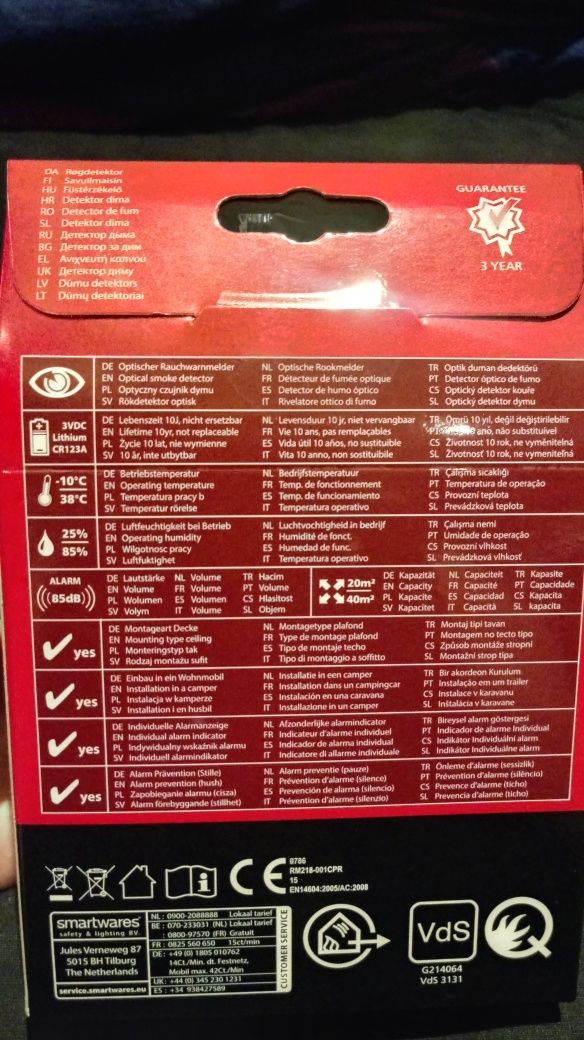 DA Røgdetektor
FI Savuilmaisin
HU Füstérzékelő
HR Detektor dima
RO Detector de fum
SL Detektor dima
RU Детектор дыма
BG Детектор за дим
EL Ανιχνευτή καπνού
UK Детектор диму
LV Dūmu detektors
LT Dūmų detektoriai
GUARANTEE
3 YEAR
DE Optischer Rauchwarnmelder NL Optische Rookmelder TR Optik duman dedektörü
EN Optical smoke detector FR Détecteur de fumée optique PT Detector óptico de fumo
PL Optyczny czujnik dymu ES Detector de humo óptico CS Optický detektor kouře
SV Rökdetektor optisk IT Rivelatore ottico di fumo SL Optický detektor dymu
3VDC
Lithium
CR123A
DE Lebenszeit 10J, nicht ersetzbar NL Levensduur 10 jr, niet vervangbaar TR Ömrü 10 yil, değil değiştirilebilir
EN Lifetime 10yr, not replaceable FR Vie 10 ans, pas remplaçables PT 10 ano, não substituível
PL Życie 10 lat, nie wymienne ES Vida útil 10 años, no sustituible CS Životnost 10 rok, ne vyměnitelná
SV 10 år, inte utbytbar IT Vita 10 anno, non sostituibile SL Životnosť 10 rok, ne vymeniteľná
-10°C
38°C
DE Betriebstemperatur NL Bedrijfstemperatuur TR Çalışma sıcaklığı
EN Operating temperature FR Temp. de fonctionnement PT Temperatura de operação
PL Temperatura pracy b ES Temp. de funcionamiento CS Provozní teplota
SV Temperatur rörelse IT Temperatura operativo SL Prevádzková teplota
25%
85%
DE Luftfeuchtigkeit bei Betrieb NL Luchtvochtigheid in bedrijf TR Çalışma nemi
EN Operating humidity FR Humidité de fonct. PT Umidade de operação
PL Wilgotnosc pracy ES Humedad de func. CS Provozní vlhkost
SV Luftfuktighet IT Temperatura operativo SL Prevádzková vlhkosť
ALARM
85dB
DE Lautstärke NL Volume TR Hacim
EN Volume FR Volume PT Volume
PL Wolumen ES Volumen CS Hlasitost
SV Volym IT Volume SL Objem
20m²
40m²
DE Kapazität NL Capaciteit TR Kapasite
EN Capacity FR Capacité PT Capacidade
PL Kapacite ES Capacidad CS Kapacita
SV Kapacitet IT Capacità SL kapacita
yes
DE Montageart Decke NL Montagetype plafond TR Montaj tipi tavan
EN Mounting type ceiling FR Type de montage plafond PT Montagem no tecto tipo
PL Monteringstyp tak ES Tipo de montaje techo CS Způsob montáže stropní
SV Rodzaj montażu sufit IT Tipo di montaggio a soffitto SL Montažní strop tipa
yes
DE Einbau in ein Wohnmobil NL Installatie in een camper TR Bir akordeon Kurulum
EN Installation in a camper FR Installation dans un campingcar PT Instalação em um trailer
PL Instalacja w kamperze ES Instalación en una caravana CS Instalace v karavanu
SV Installation i en husbil IT Installazione in un camper SL Inštalácia v karavanu
yes
DE Individuelle Alarmanzeige NL Afzonderlijke alarmindicator TR Bireysel alarm göstergesi
EN Individual alarm indicator FR Indicateur d'alarme individuel PT Indicador de alarme Individual
PL Indywidualny wskaźnik alarmu ES Indicador de alarma individual CS Indikátor Individuální alarm
SV Individuell alarmindikator IT Indicatore di allarme individuale SL Indikátor Individuálne alarm
yes
DE Alarm Prävention (Stille) NL Alarm preventie (pauze) TR Önleme d'alarme (sessizlik)
EN Alarm prevention (hush) FR Prévention d'alarme (silence) PT Prévention d'alarme (silêncio)
PL Zapobieganie alarmu (cisza) ES Prevención de alarma (silencio) CS Prevence d'alarme (ticho)
SV Alarm förebyggande (stillhet) IT Prévention d'alarme (silenzio) SL Prevencia d'alarme (ticho)
0786
RM218-001CPR
15
EN14604:2005/AC:2008
smartwares®
safety & lighting BV.
Jules Verneweg 87
5015 BH Tilburg
The Netherlands
service.smartwares.eu
NL : 0900-2088888 Lokaal tarief
BE : 070-233031 (NL) Lokaal tarief
: 0800-97570 (FR) Gratuit
FR : 0825 560 650 15ct/min
DE : +49 (0) 1805 010762
14Ct./Min. dt. Festnetz,
Mobil max. 42Ct./Min
UK : +44 (0) 345 230 1231
ES : +34 938427589
CUSTOMER SERVICE
VdS
G214064
VdS 3131